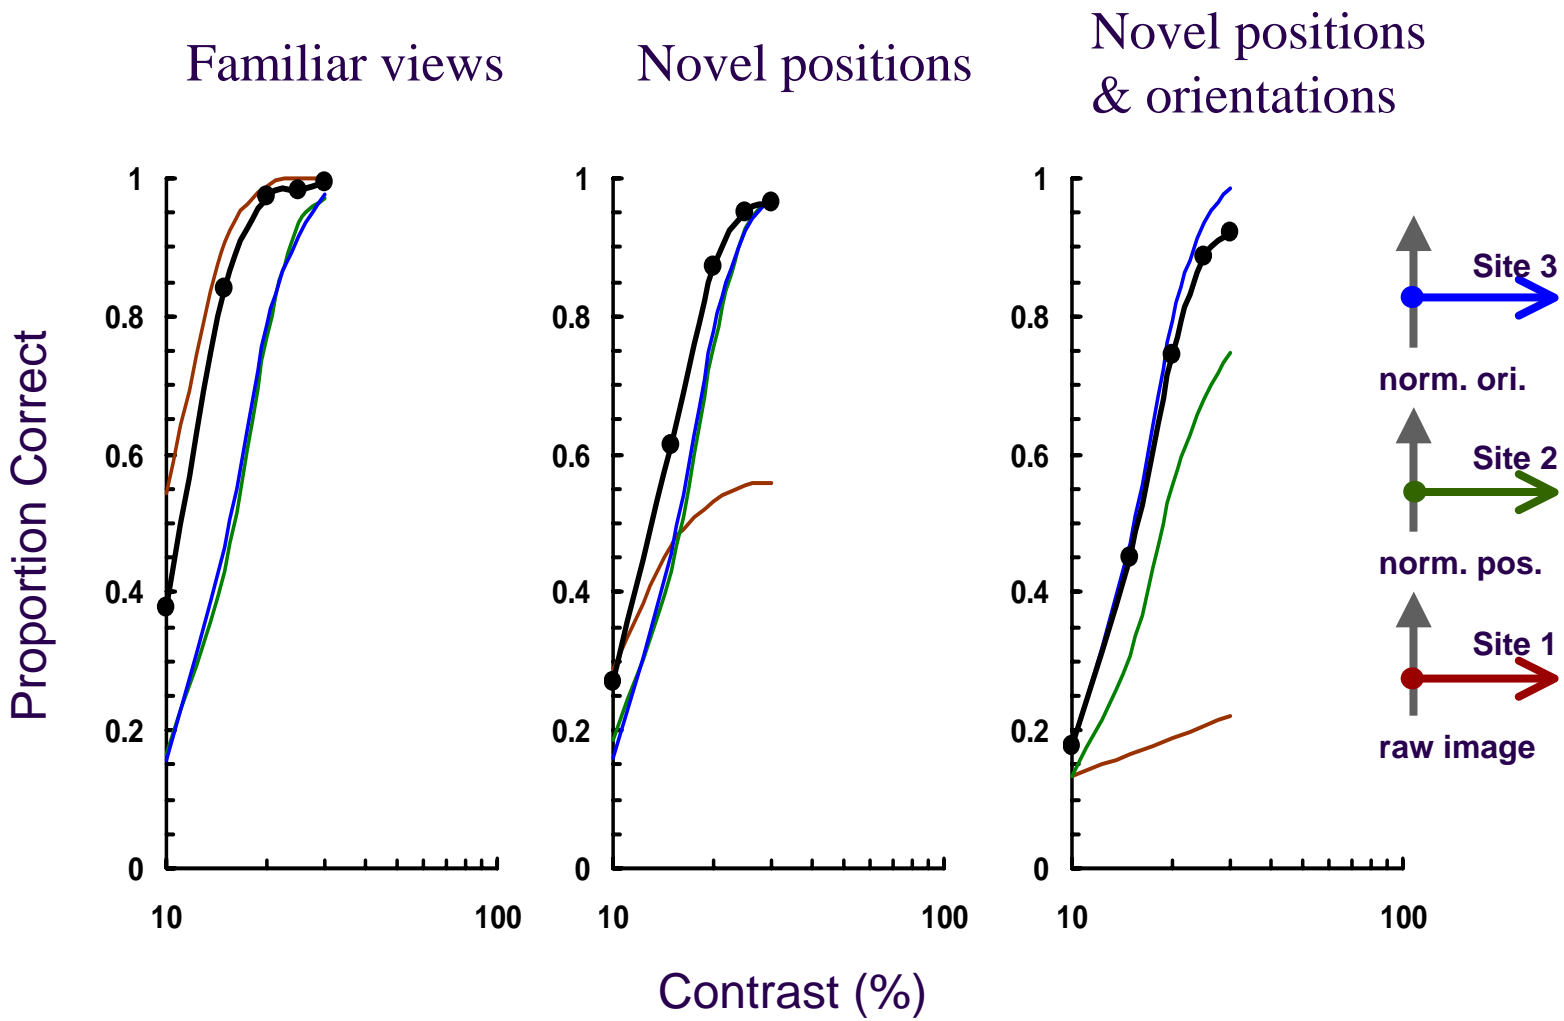 Familiar views
Novel positions
Novel positions
& orientations
Proportion Correct
1
0.8
0.6
0.4
0.2
0
10
100
1
0.8
0.6
0.4
0.2
0
10
100
1
0.8
0.6
0.4
0.2
0
10
100
Contrast (%)
Site 3
norm. ori.
Site 2
norm. pos.
Site 1
raw image